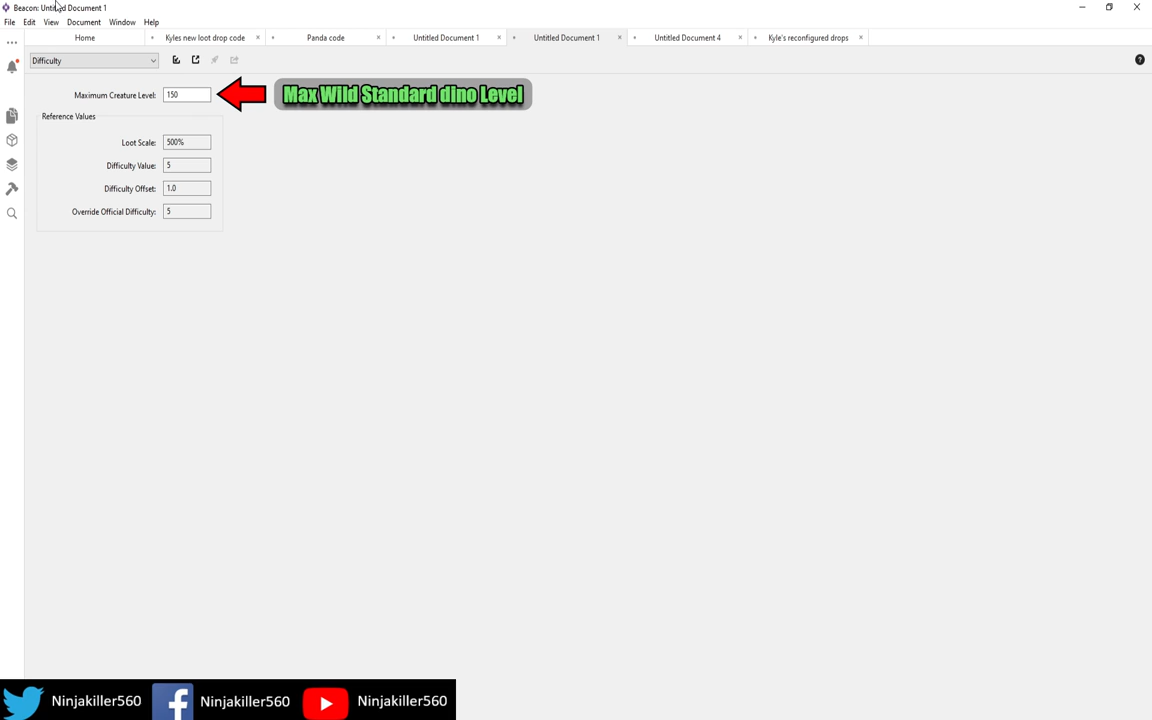 Beacon: Untitled Document 1
File Edit View Document Window Help
Home Kyles new loot drop code × Panda code × Untitled Document 1 × Untitled Document 1 × Untitled Document 4 × Kyle's reconfigured drops ×
Difficulty
Maximum Creature Level: 150
Max Wild Standard dino Level
Reference Values
Loot Scale: 500%
Difficulty Value: 5
Difficulty Offset: 1.0
Override Official Difficulty: 5
Ninjakiller560 Ninjakiller560 Ninjakiller560